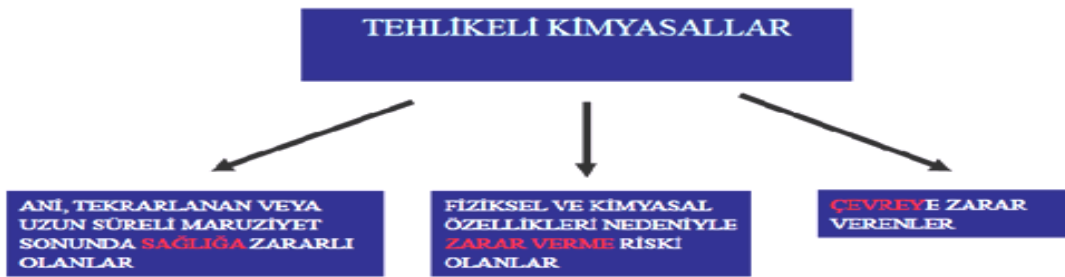 TEHLİKELİ KİMYASALLAR
ANİ, TEKRARLANAN VEYA
UZUN SÜRELİ MARUZİYET
SONUNDA SAĞLIĞA ZARARLI
OLANLAR
FİZİKSEL VE KİMYASAL
ÖZELLİKLERİ NEDENİYLE
ZARAR VERME RİSKİ
OLANLAR
ÇEVREYE ZARAR
VERENLER